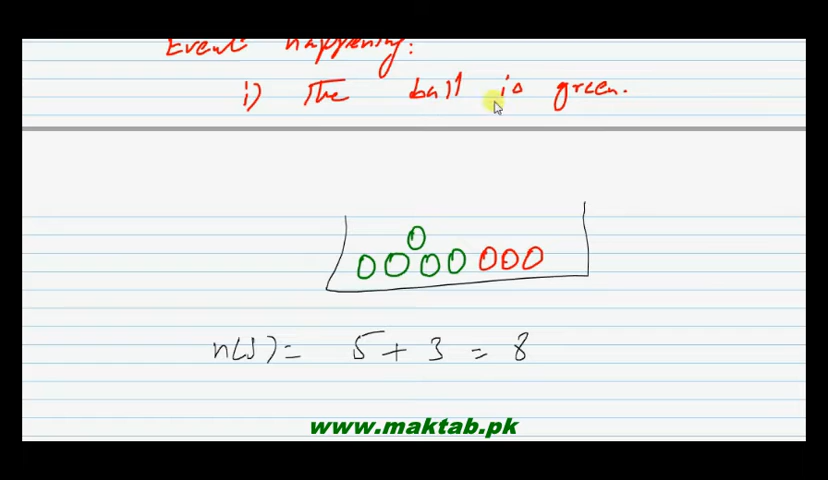 Event happening:
i) The ball is green.
n(S) = 5 + 3 = 8
www.maktab.pk